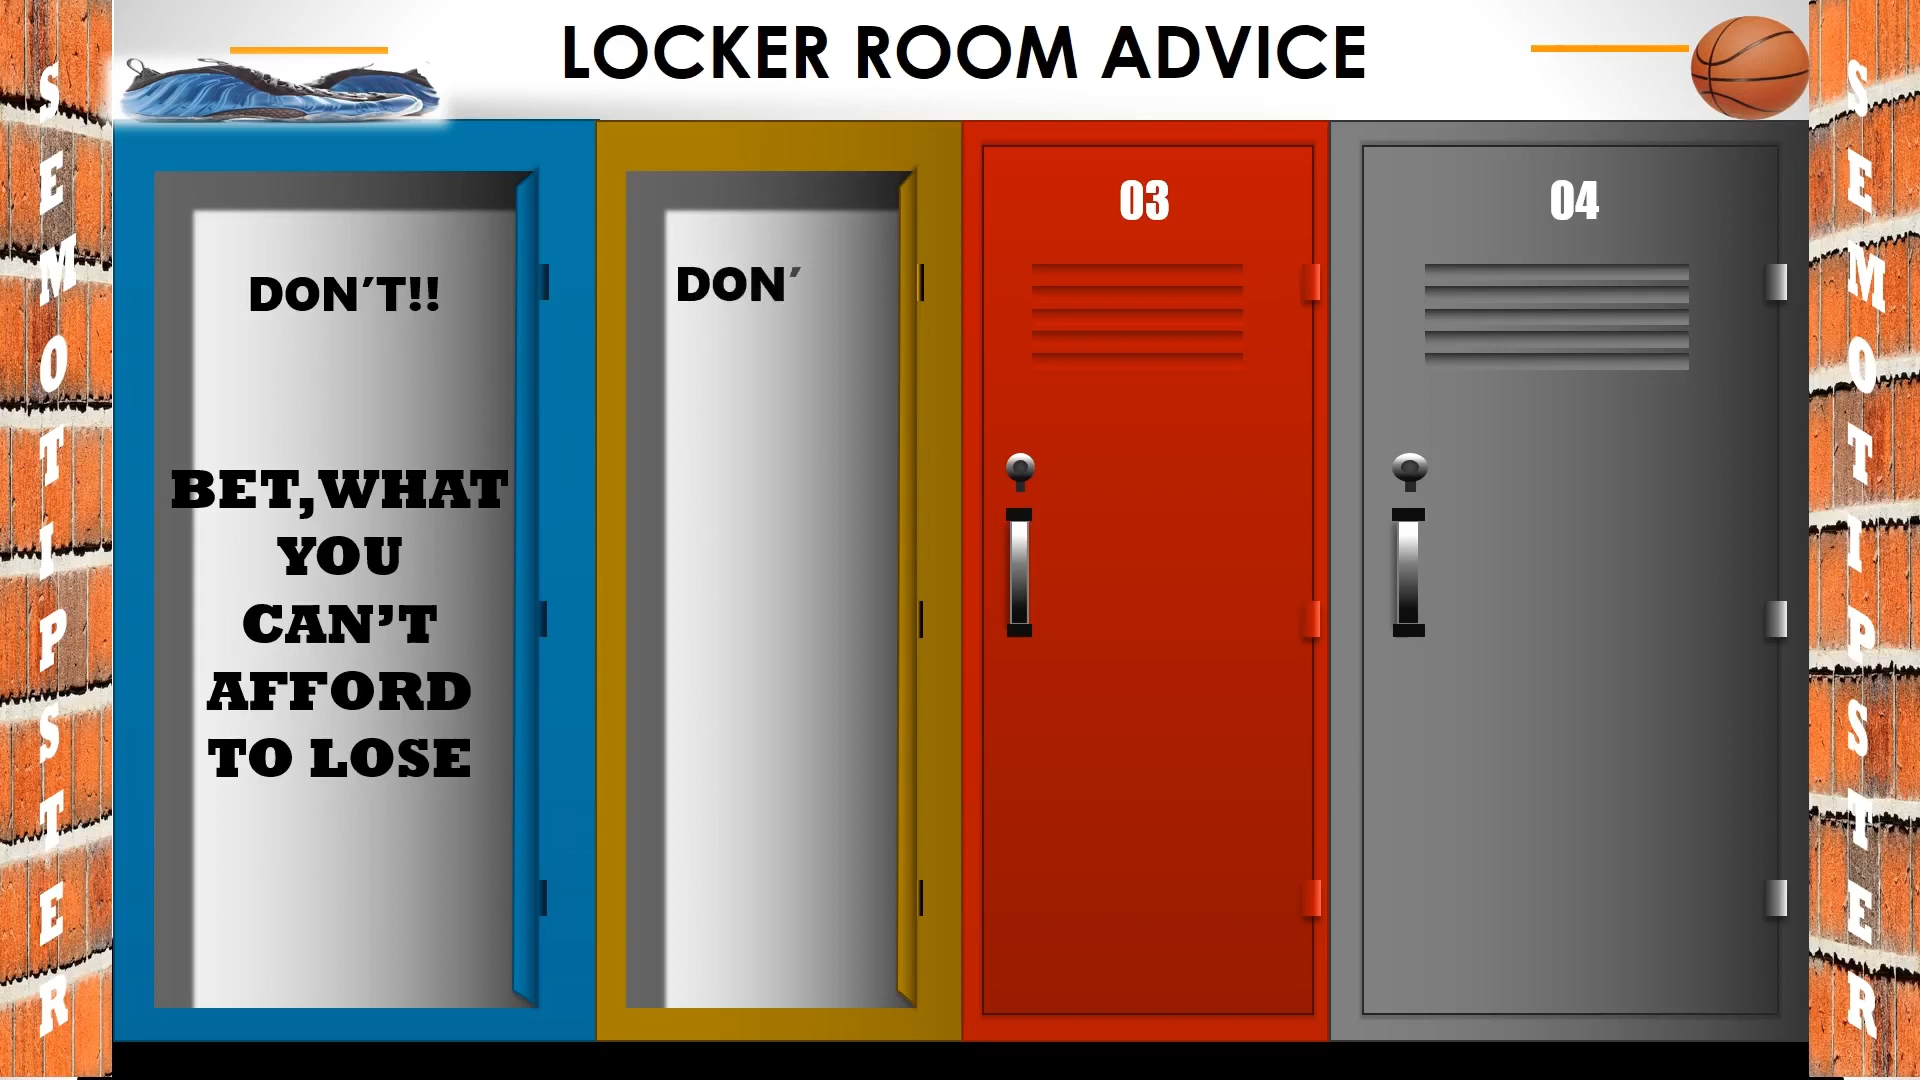 LOCKER ROOM ADVICE
SEMOTIPSTER
DON'T!!
BET,WHAT
YOU
CAN'T
AFFORD
TO LOSE
DON'
03
04
SEMOTIPSTER